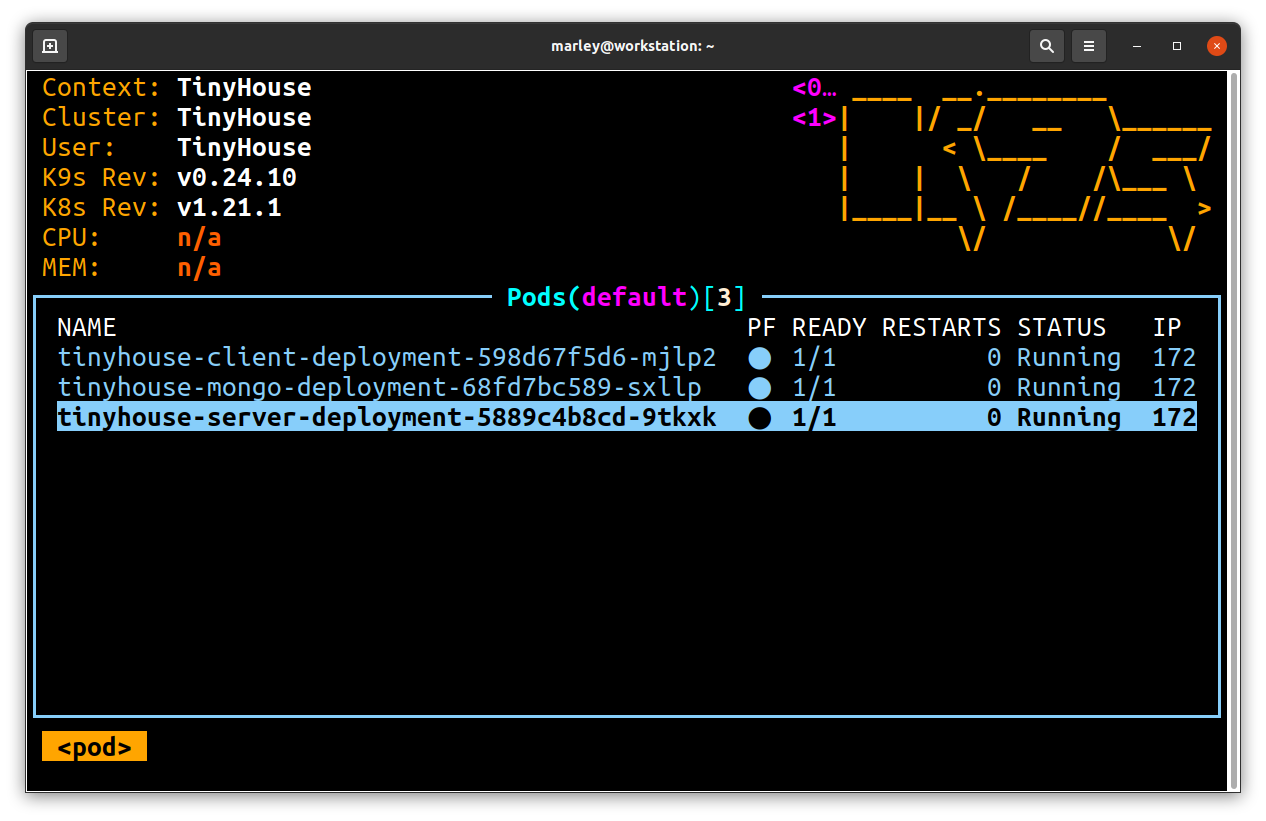 marley@workstation: ~
Context: TinyHouse <0…
Cluster: TinyHouse <1>
User: TinyHouse
K9s Rev: v0.24.10
K8s Rev: v1.21.1
CPU: n/a
MEM: n/a
K9s
Pods(default)[3]
NAME PF READY RESTARTS STATUS IP
tinyhouse-client-deployment-598d67f5d6-mjlp2 ● 1/1 0 Running 172
tinyhouse-mongo-deployment-68fd7bc589-sxllp ● 1/1 0 Running 172
tinyhouse-server-deployment-5889c4b8cd-9tkxk ● 1/1 0 Running 172
<pod>